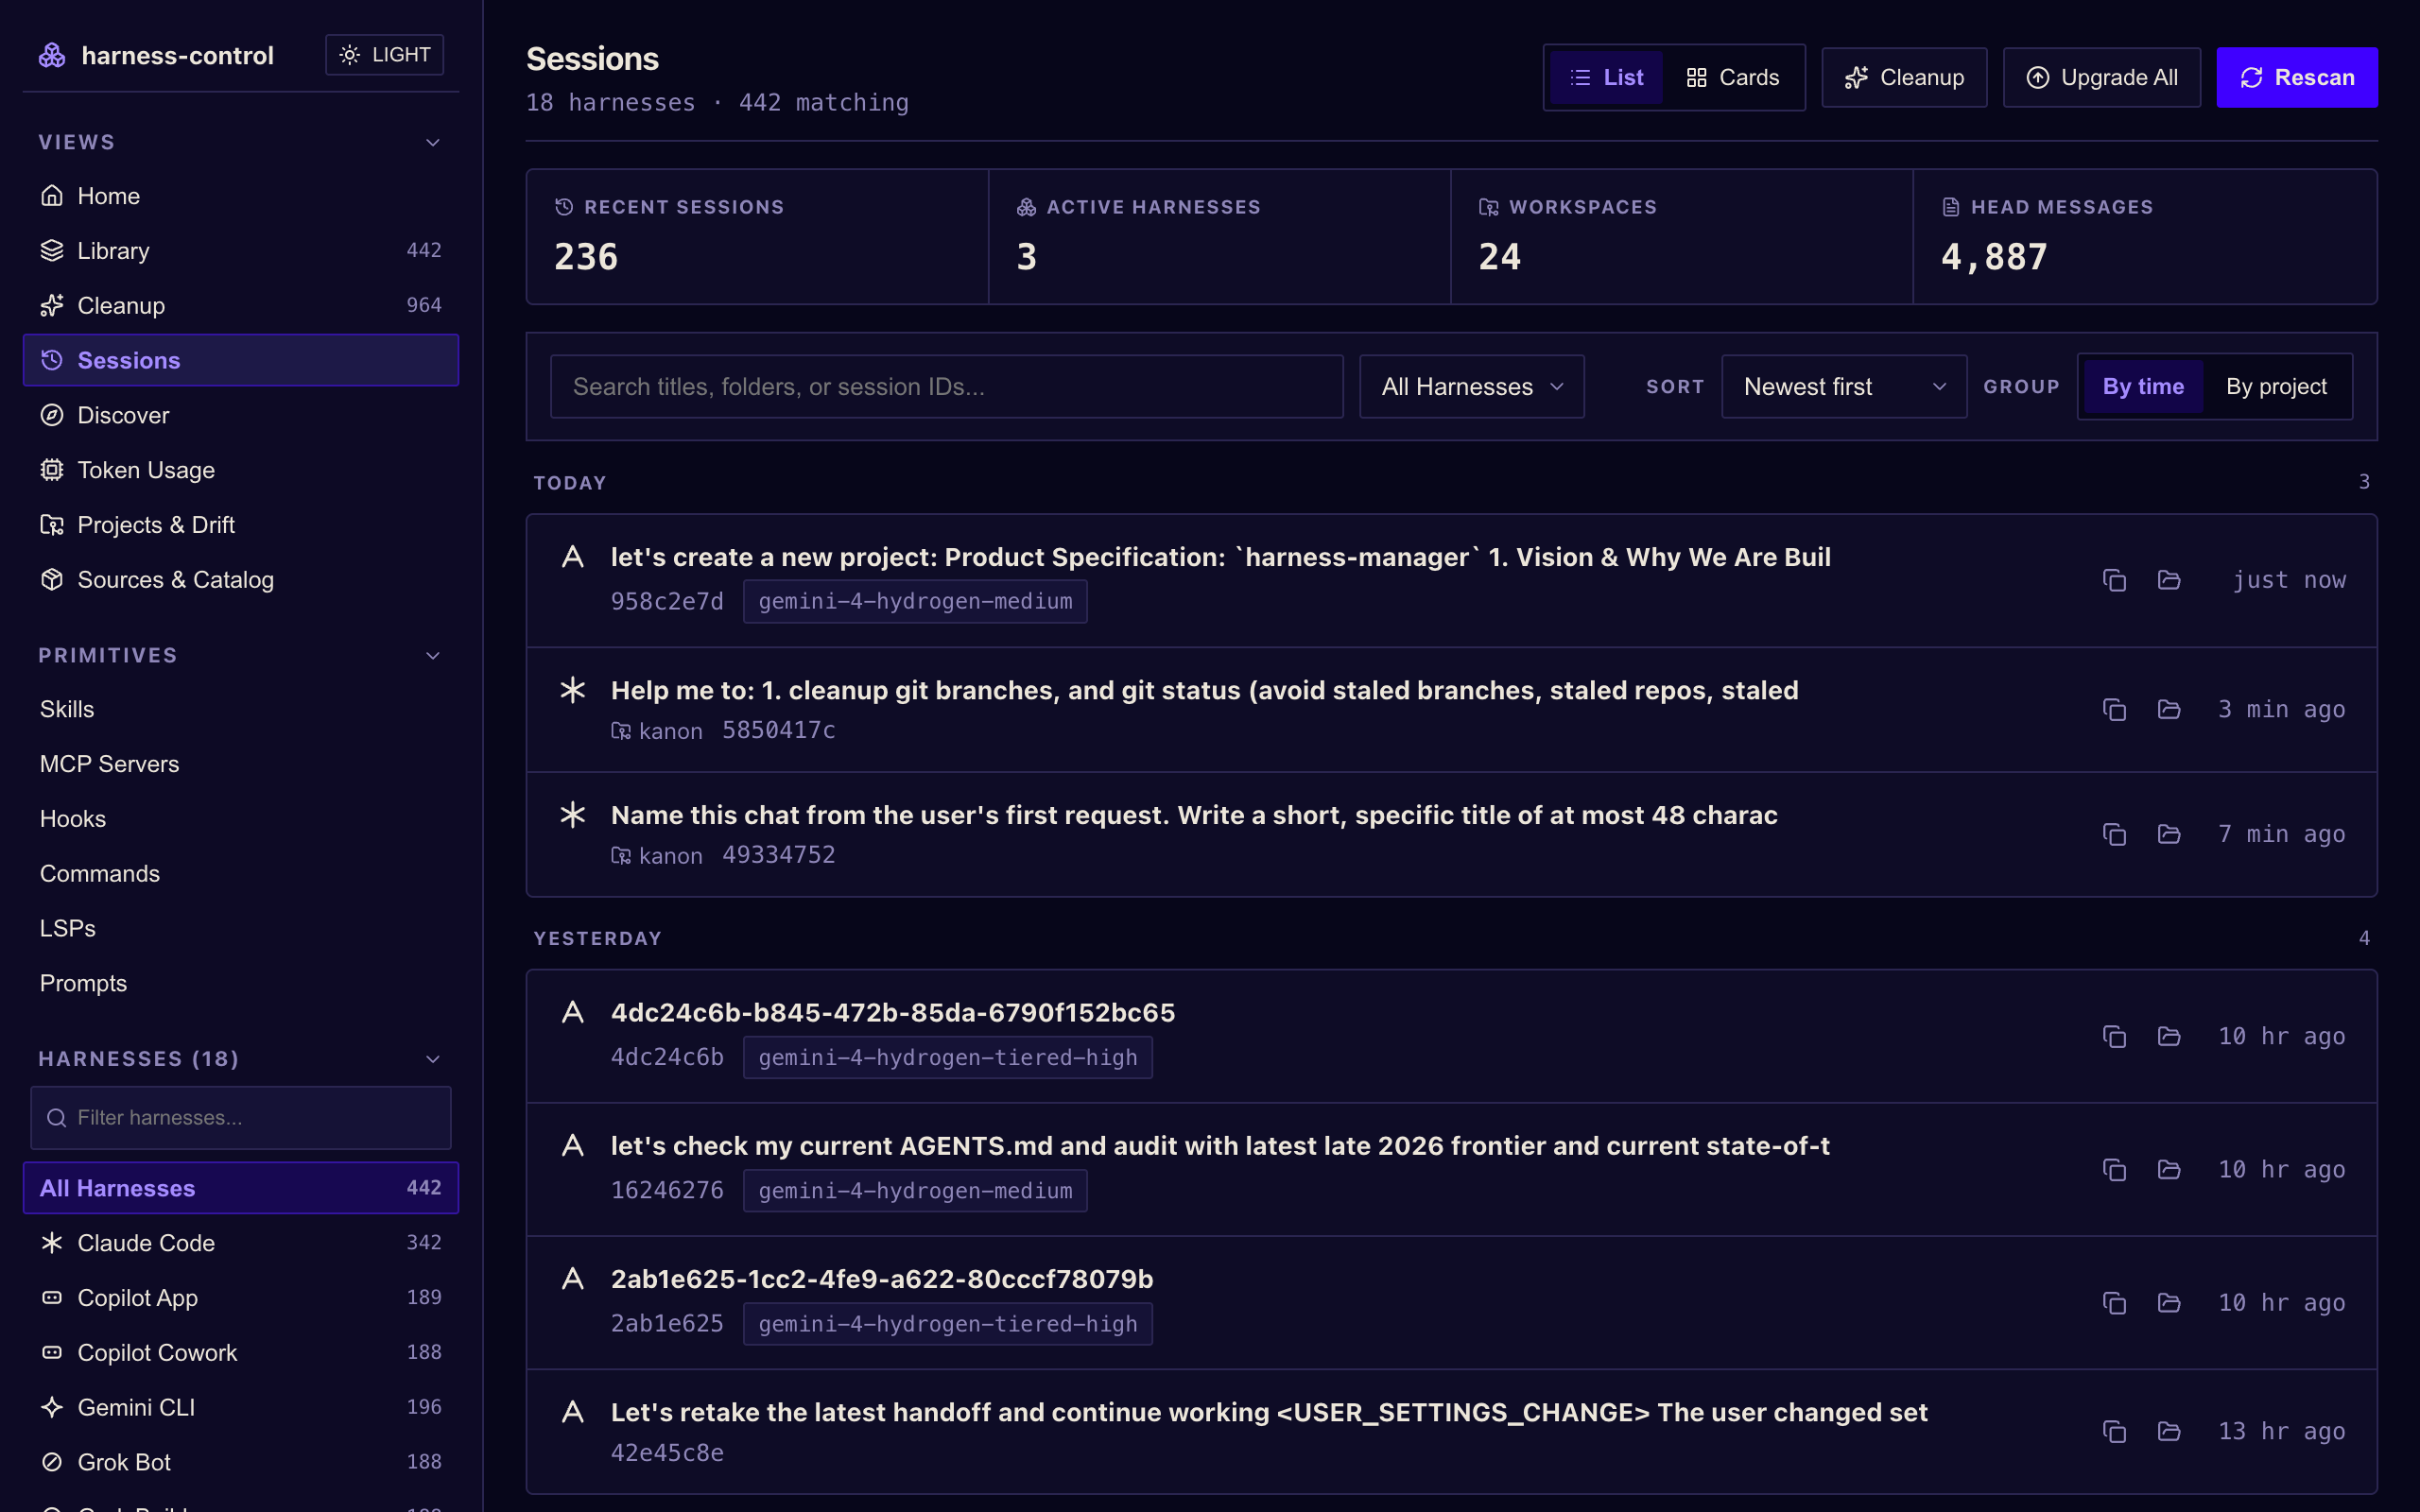 harness-control
LIGHT
VIEWS
Home
Library 442
Cleanup 964
Sessions
Discover
Token Usage
Projects & Drift
Sources & Catalog
PRIMITIVES
Skills
MCP Servers
Hooks
Commands
LSPs
Prompts
HARNESSES (18)
Filter harnesses...
All Harnesses 442
Claude Code 342
Copilot App 189
Copilot Cowork 188
Gemini CLI 196
Grok Bot 188
Sessions
18 harnesses · 442 matching
List Cards Cleanup Upgrade All Rescan
RECENT SESSIONS
236
ACTIVE HARNESSES
3
WORKSPACES
24
HEAD MESSAGES
4,887
Search titles, folders, or session IDs...
All Harnesses
SORT Newest first
GROUP By time By project
TODAY 3
let's create a new project: Product Specification: `harness-manager` 1. Vision & Why We Are Buil
958c2e7d gemini-4-hydrogen-medium
just now
Help me to: 1. cleanup git branches, and git status (avoid staled branches, staled repos, staled
kanon 5850417c
3 min ago
Name this chat from the user's first request. Write a short, specific title of at most 48 charac
kanon 49334752
7 min ago
YESTERDAY 4
4dc24c6b-b845-472b-85da-6790f152bc65
4dc24c6b gemini-4-hydrogen-tiered-high
10 hr ago
let's check my current AGENTS.md and audit with latest late 2026 frontier and current state-of-t
16246276 gemini-4-hydrogen-medium
10 hr ago
2ab1e625-1cc2-4fe9-a622-80cccf78079b
2ab1e625 gemini-4-hydrogen-tiered-high
10 hr ago
Let's retake the latest handoff and continue working <USER_SETTINGS_CHANGE> The user changed set
42e45c8e
13 hr ago